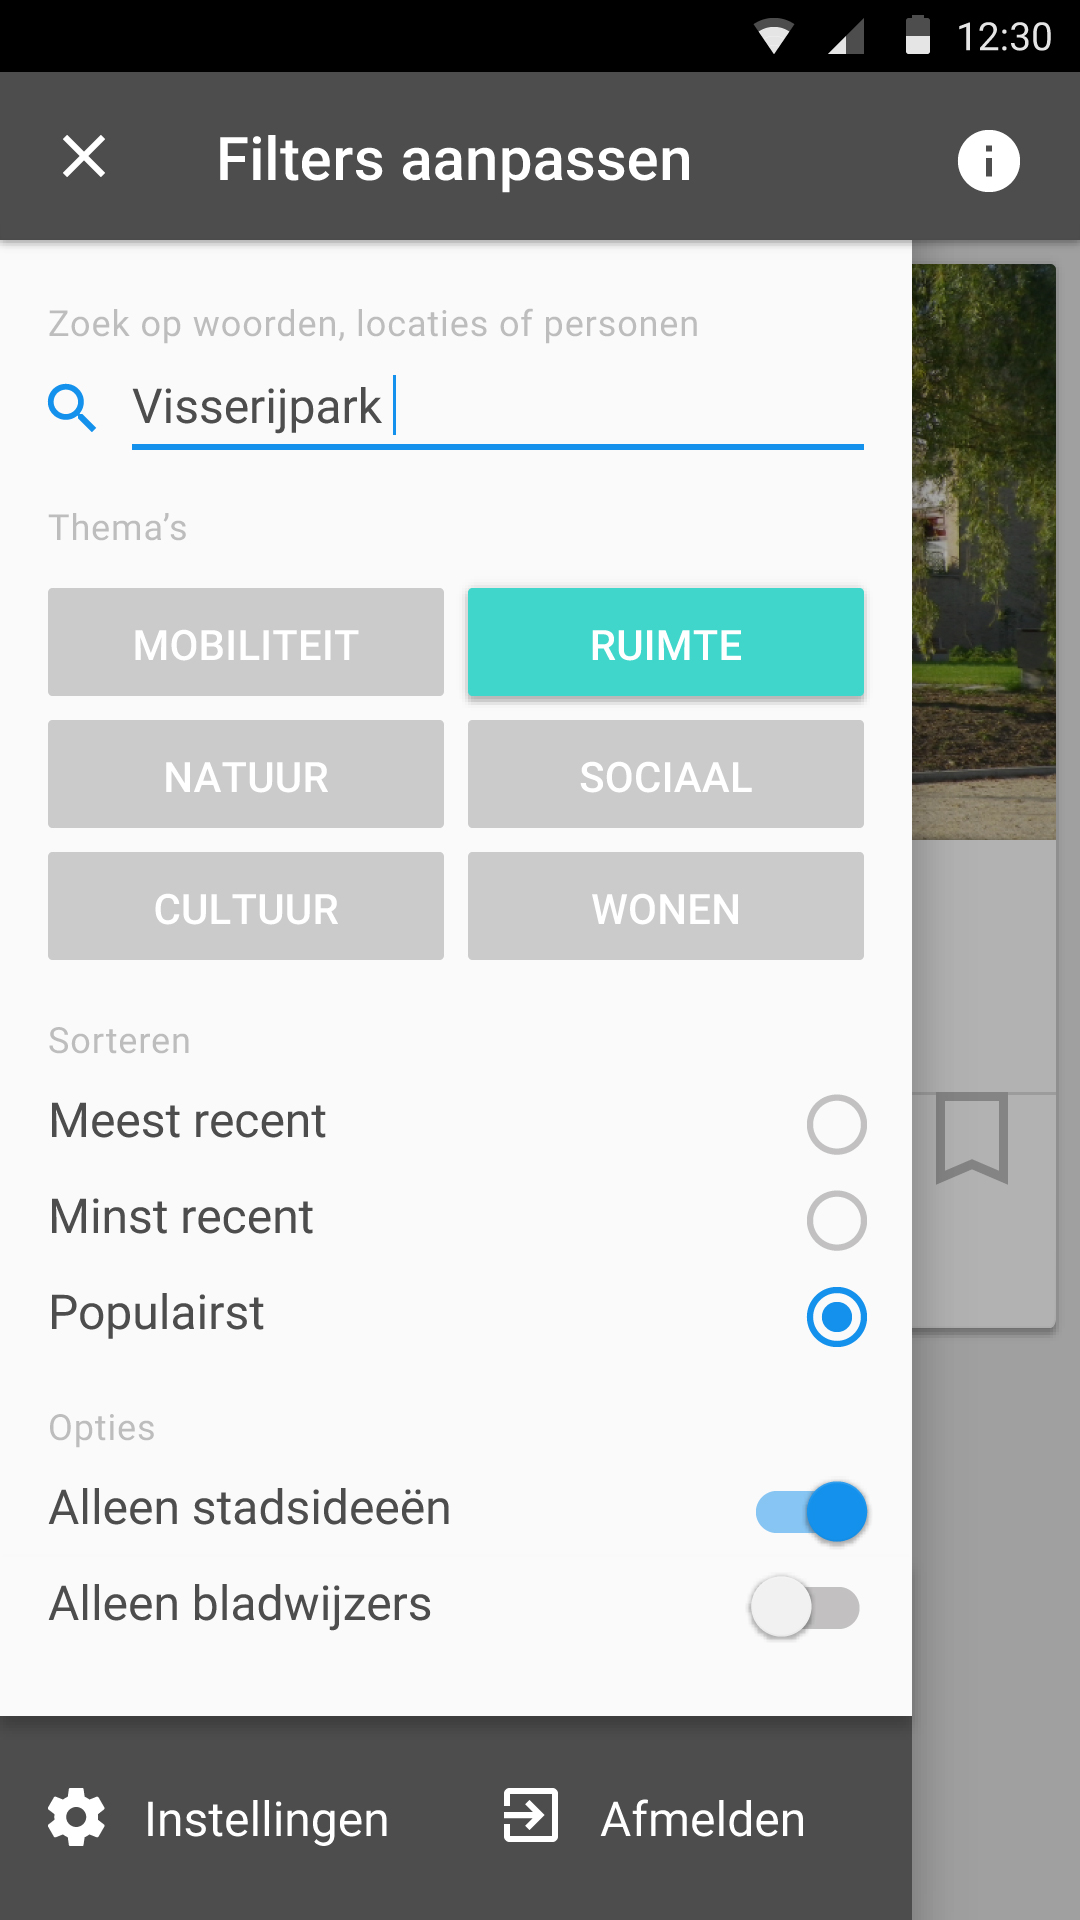 12:30
Filters aanpassen
Zoek op woorden, locaties of personen
Visserijpark
Thema’s
MOBILITEIT
RUIMTE
NATUUR
SOCIAAL
CULTUUR
WONEN
Sorteren
Meest recent
Minst recent
Populairst
Opties
Alleen stadsideeën
Alleen bladwijzers
Instellingen
Afmelden